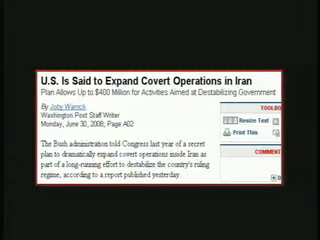 U.S. Is Said to Expand Covert Operations in Iran
Plan Allows Up to $400 Million for Activities Aimed at Destabilizing Government
By Joby Warrick
Washington Post Staff Writer
Monday, June 30, 2008; Page A02
The Bush administration told Congress last year of a secret
plan to dramatically expand covert operations inside Iran as
part of a long-running effort to destabilize the country's ruling
regime, according to a report published yesterday.
TOOLBO
Resize Text
Print This
COMMENT